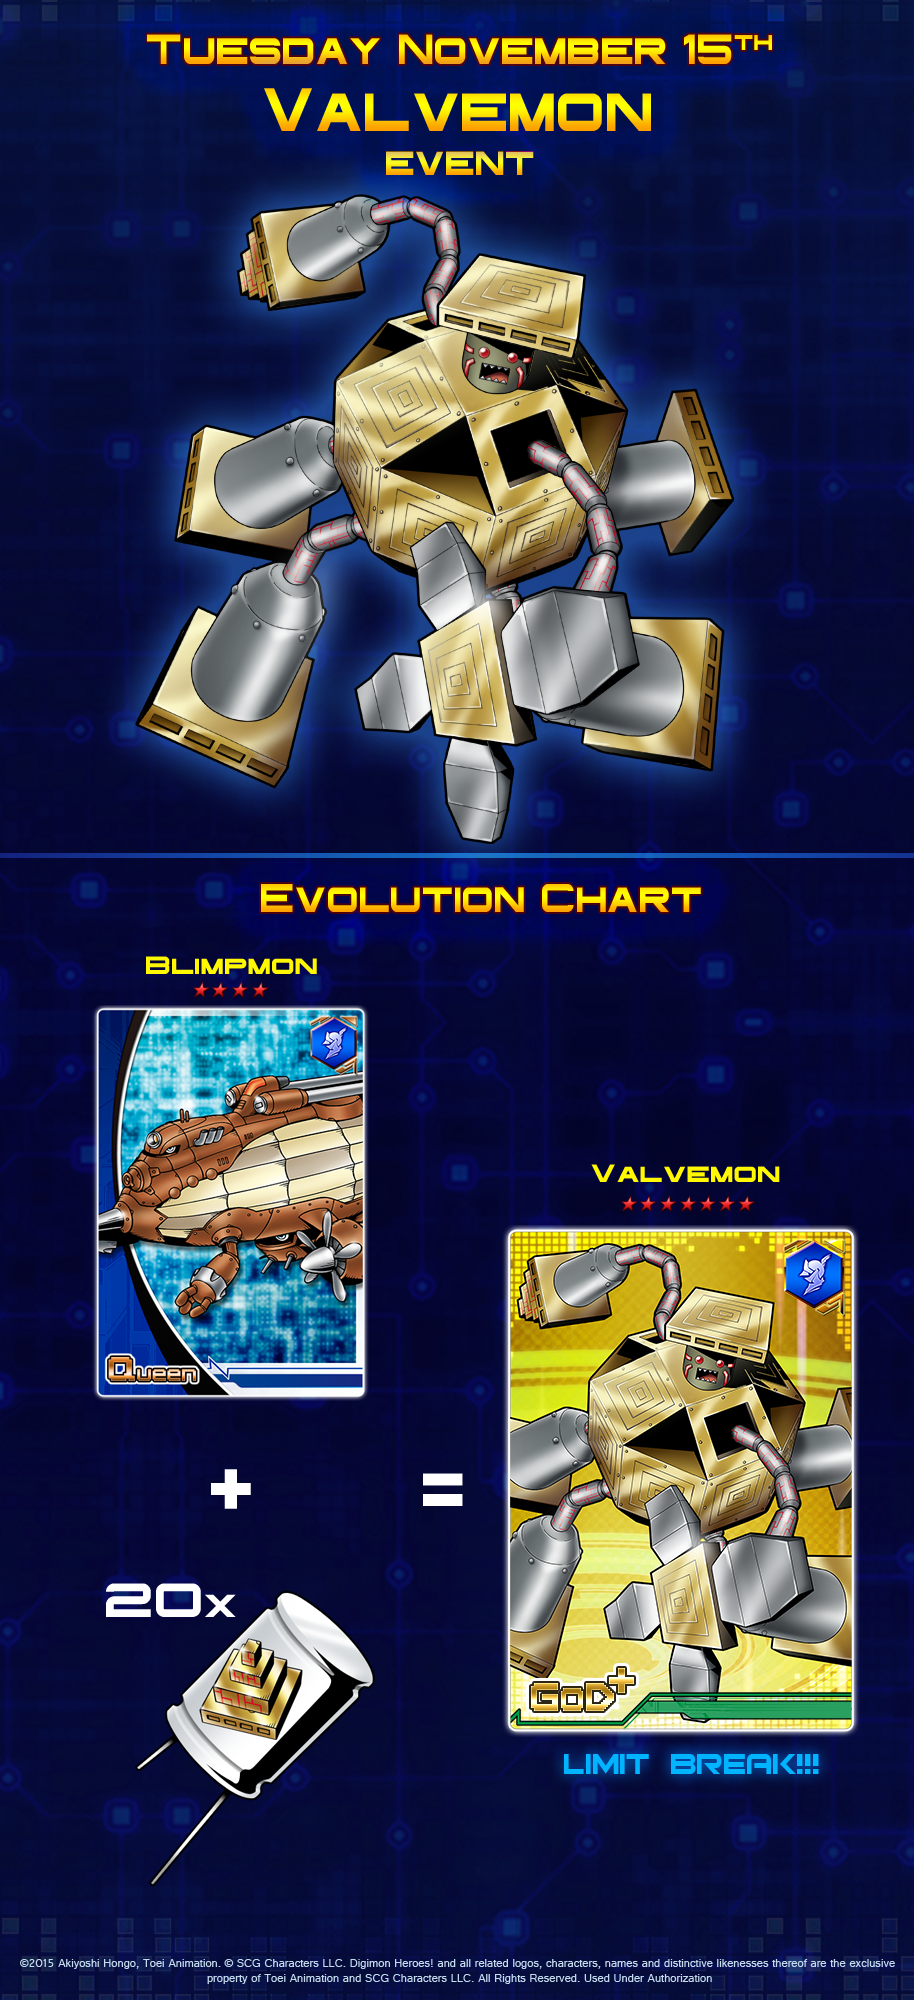 Tuesday November 15th
Valvemon
Event
Evolution Chart
Blimpmon
Queen
Valvemon
+
=
20x
God+
LIMIT BREAK!!!
©2015 Akiyoshi Hongo, Toei Animation. © SCG Characters LLC. Digimon Heroes! and all related logos, characters, names and distinctive likenesses thereof are the exclusive
property of Toei Animation and SCG Characters LLC. All Rights Reserved. Used Under Authorization